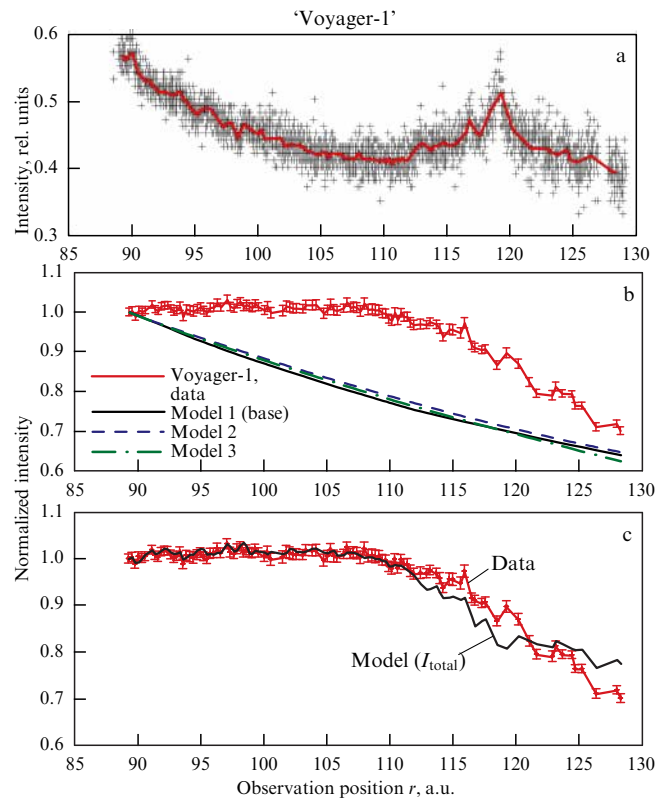 'Voyager-1'
a
Intensity, rel. units
0.6
0.5
0.4
0.3
85 90 95 100 105 110 115 120 125 130
b
Normalized intensity
1.1
1.0
0.9
0.8
0.7
0.6
Voyager-1,
data
Model 1 (base)
Model 2
Model 3
85 90 95 100 105 110 115 120 125 130
c
1.1
1.0
0.9
0.8
0.7
0.6
Data
Model (I_total)
85 90 95 100 105 110 115 120 125 130
Observation position r, a.u.